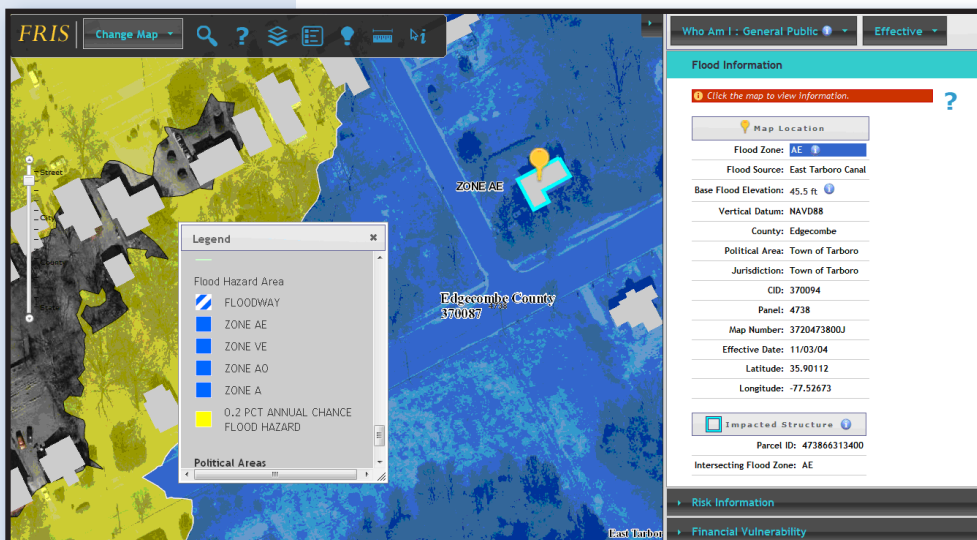 FRIS
Change Map
?
i
Who Am I : General Public i
Effective
Flood Information
Click the map to view information.
?
Map Location
Flood Zone: AE i
Flood Source: East Tarboro Canal
Base Flood Elevation: 45.5 ft i
Vertical Datum: NAVD88
County: Edgecombe
Political Area: Town of Tarboro
Jurisdiction: Town of Tarboro
CID: 370094
Panel: 4738
Map Number: 3720473800J
Effective Date: 11/03/04
Latitude: 35.90112
Longitude: -77.52673
Impacted Structure i
Parcel ID: 473866313400
Intersecting Flood Zone: AE
Risk Information
Financial Vulnerability
Street
City
County
State
ZONE AE
Edgecombe County
370087
East Tarbor
Legend
Flood Hazard Area
FLOODWAY
ZONE AE
ZONE VE
ZONE AO
ZONE A
0.2 PCT ANNUAL CHANCE
FLOOD HAZARD
Political Areas